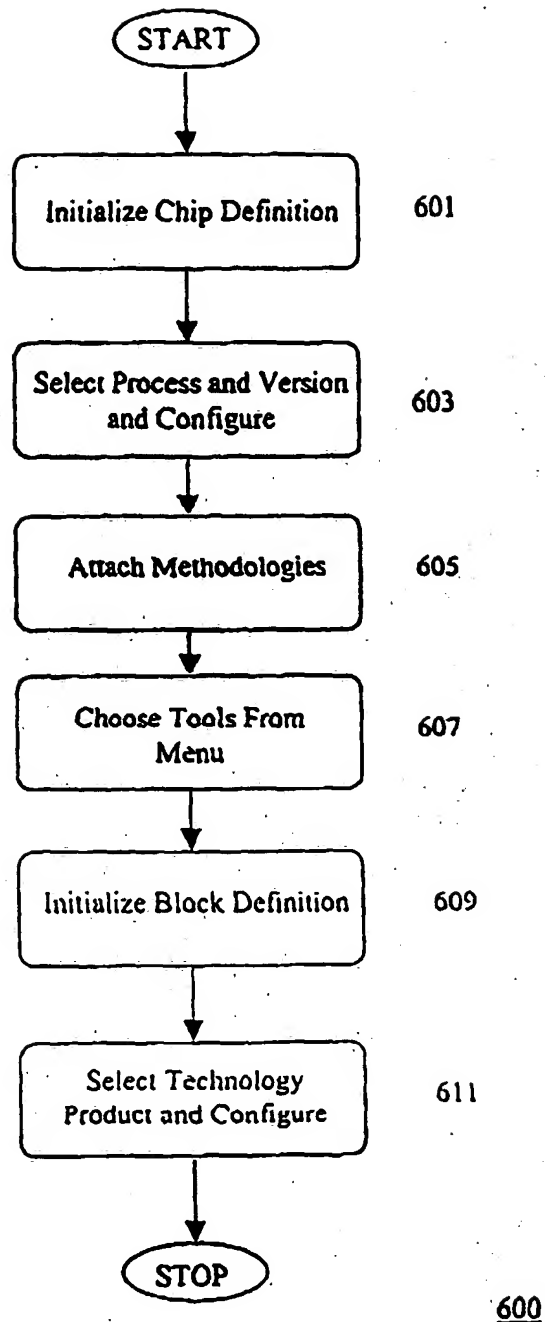 START
Initialize Chip Definition 601
Select Process and Version
and Configure 603
Attach Methodologies 605
Choose Tools From
Menu 607
Initialize Block Definition 609
Select Technology
Product and Configure 611
STOP
600